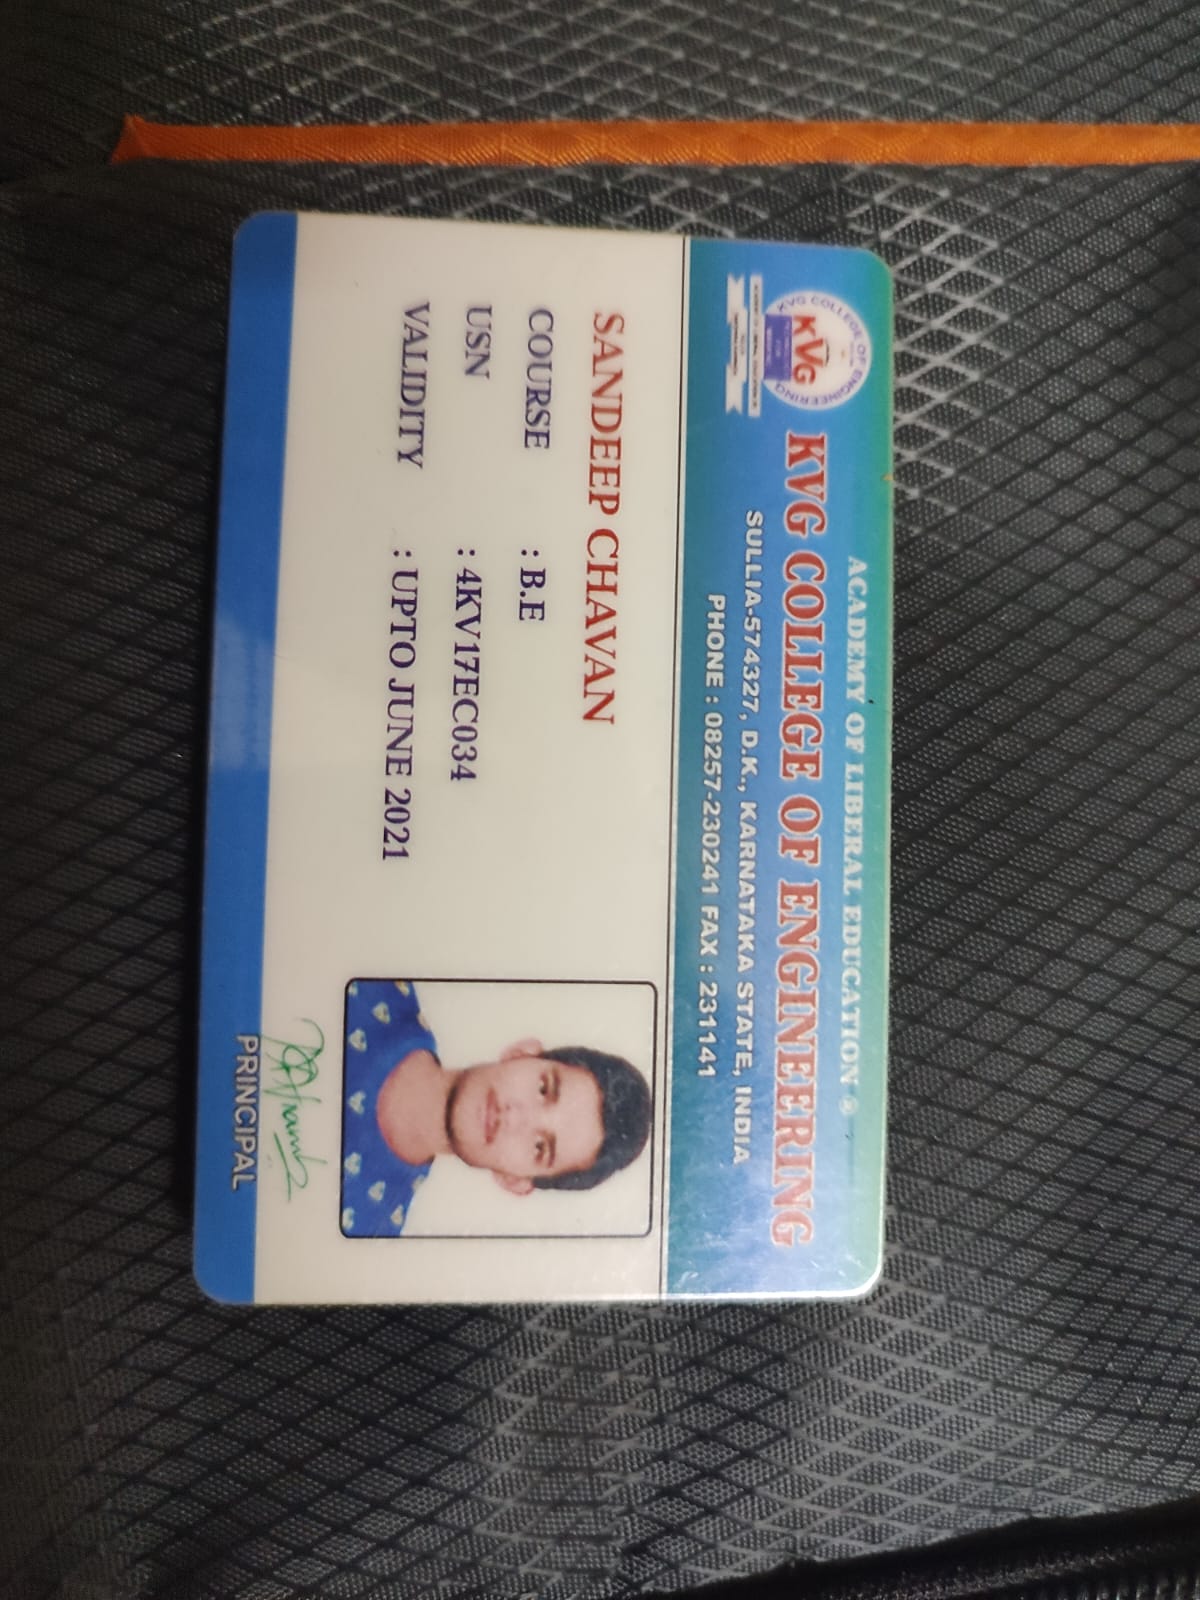 ACADEMY OF LIBERAL EDUCATION ®
KVG COLLEGE OF ENGINEERING
SULLIA-574327, D.K., KARNATAKA STATE, INDIA
PHONE : 08257-230241 FAX : 231141
KVG COLLEGE OF ENGINEERING
KVG
SANDEEP CHAVAN
COURSE : B.E
USN : 4KV17EC034
VALIDITY : UPTO JUNE 2021
PRINCIPAL